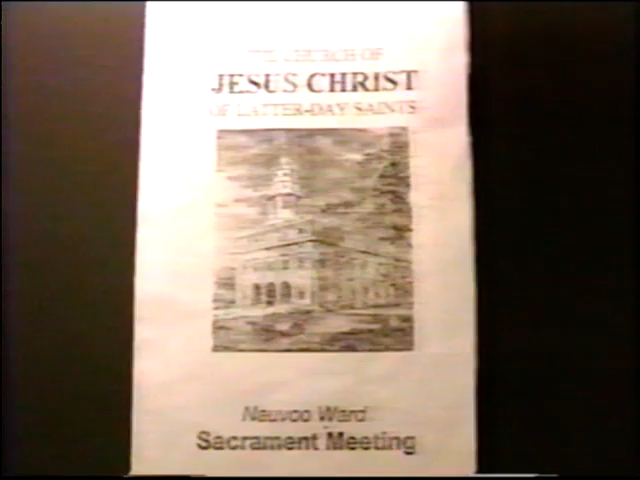 THE CHURCH OF
JESUS CHRIST
OF LATTER-DAY SAINTS
Nauvoo Ward
Sacrament Meeting